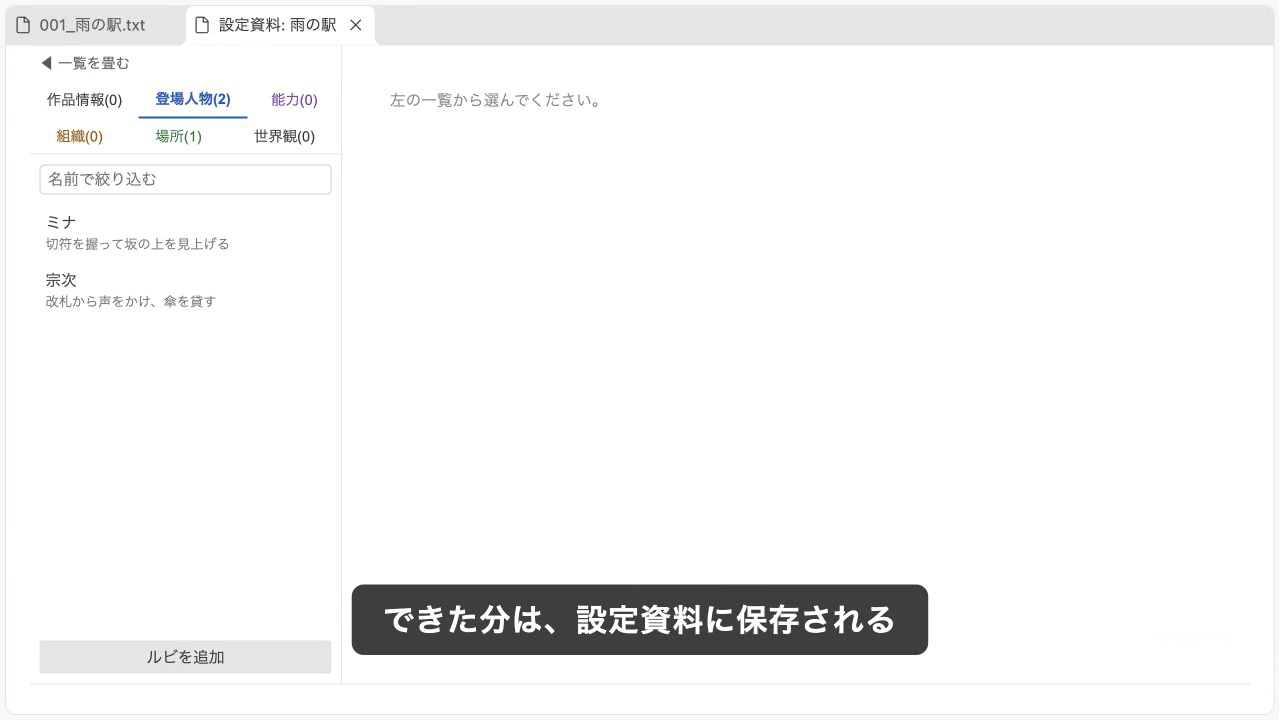 001_雨の駅.txt
設定資料: 雨の駅
一覧を畳む
作品情報(0) 登場人物(2) 能力(0)
組織(0) 場所(1) 世界観(0)
名前で絞り込む
ミナ
切符を握って坂の上を見上げる
宗次
改札から声をかけ、傘を貸す
ルビを追加
左の一覧から選んでください。
できた分は、設定資料に保存される